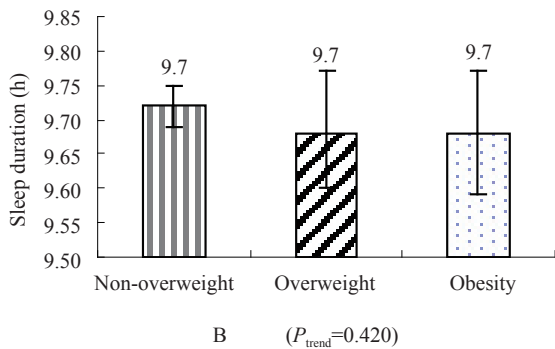 9.85
9.80
9.75
9.70
9.60
9.60
9.55
9.50
Sleep duration (h)
9.7
9.7
9.7
Non-overweight
Overweight
Obesity
B (Ptrend=0.420)